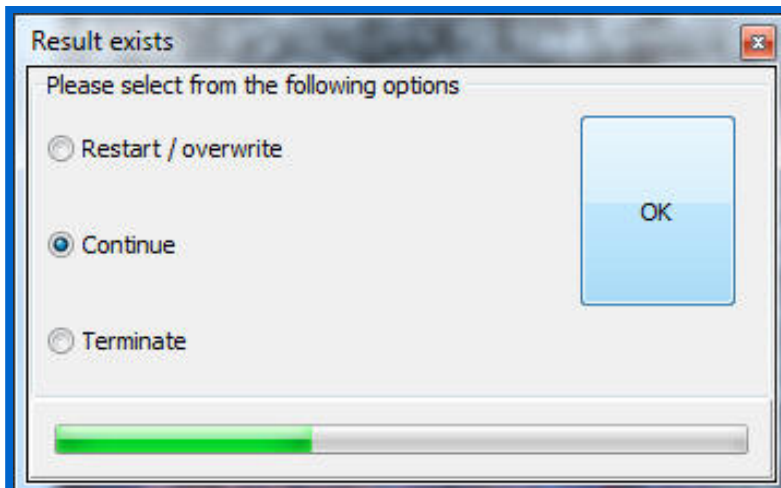 Result exists
Please select from the following options
Restart / overwrite
OK
Continue
Terminate